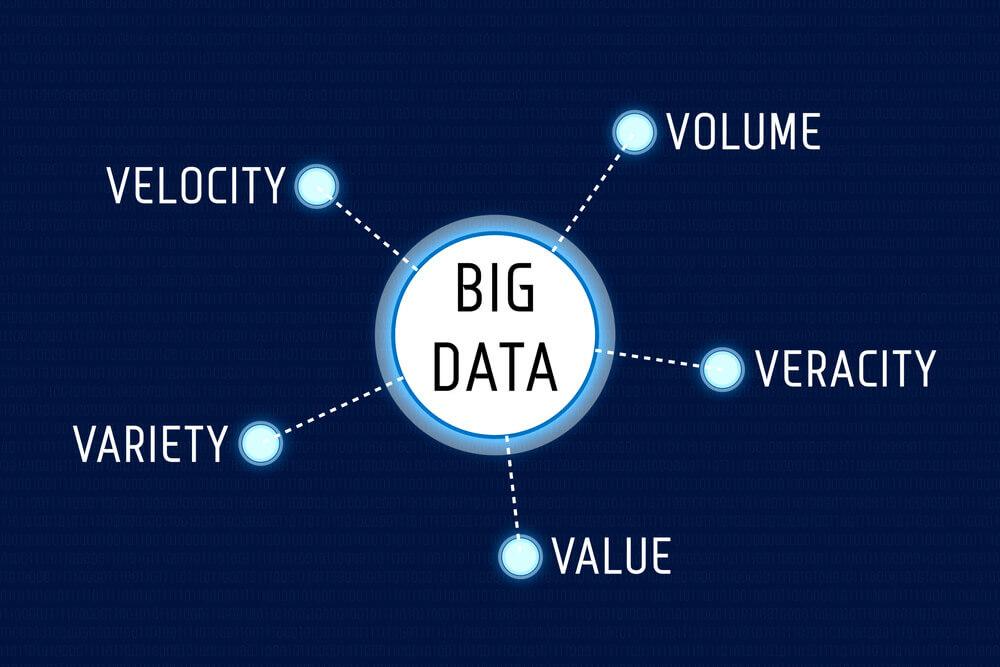 VOLUME
VELOCITY
BIG
DATA
VERACITY
VARIETY
VALUE